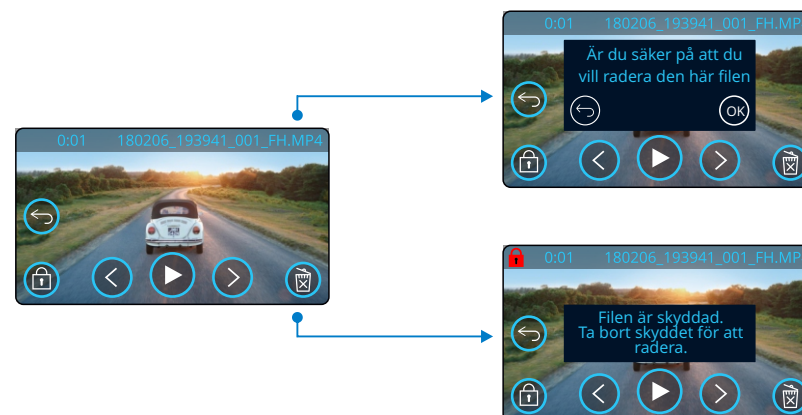 0:01 180206_193941_001_FH.MP4
0:01 180206_193941_001_FH.MP
Är du säker på att du
vill radera den här filen
OK
0:01 180206_193941_001_FH.MP
Filen är skyddad.
Ta bort skyddet för att
radera.